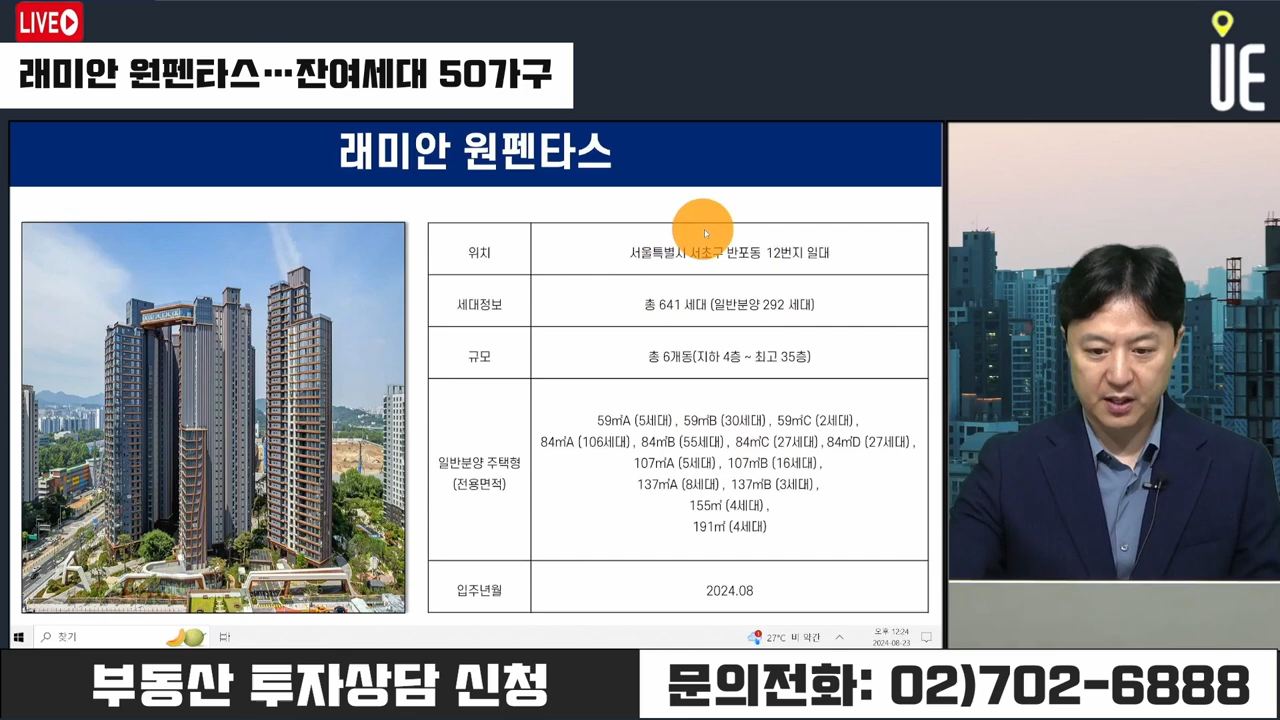 LIVE
래미안 원펜타스…잔여세대 50가구
UE
래미안 원펜타스
위치
서울특별시 서초구 반포동 12번지 일대
세대정보
총 641 세대 (일반분양 292 세대)
규모
총 6개동(지하 4층 ~ 최고 35층)
일반분양 주택형
(전용면적)
59㎡A (5세대) , 59㎡B (30세대) , 59㎡C (2세대) ,
84㎡A (106세대) , 84㎡B (55세대) , 84㎡C (27세대) , 84㎡D (27세대) ,
107㎡A (5세대) , 107㎡B (16세대) ,
137㎡A (8세대) , 137㎡B (3세대) ,
155㎡ (4세대) ,
191㎡ (4세대)
입주년월
2024.08
찾기
27°C 비 약간
오후 12:24
2024-08-23
부동산 투자상담 신청
문의전화: 02)702-6888